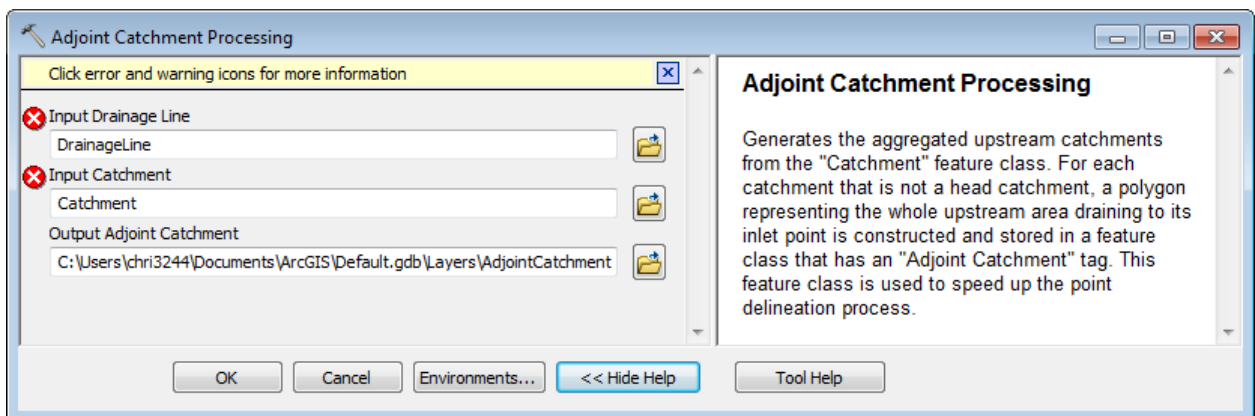 Adjoint Catchment Processing
Click error and warning icons for more information
Input Drainage Line
DrainageLine
Input Catchment
Catchment
Output Adjoint Catchment
C:\Users\chri3244\Documents\ArcGIS\Default.gdb\Layers\AdjointCatchment
Adjoint Catchment Processing
Generates the aggregated upstream catchments
from the "Catchment" feature class. For each
catchment that is not a head catchment, a polygon
representing the whole upstream area draining to its
inlet point is constructed and stored in a feature
class that has an "Adjoint Catchment" tag. This
feature class is used to speed up the point
delineation process.
OK Cancel Environments... << Hide Help Tool Help